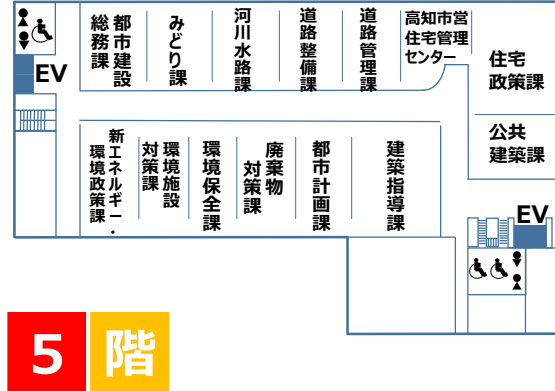 都市建設
総務課
みどり課
河川水路課
道路整備課
道路管理課
高知市営
住宅管理
センター
住宅
政策課
EV
公共
建築課
新エネルギー・
環境政策課
環境施設
対策課
環境保全課
廃棄物
対策課
都市計画課
建築指導課
EV
5 階